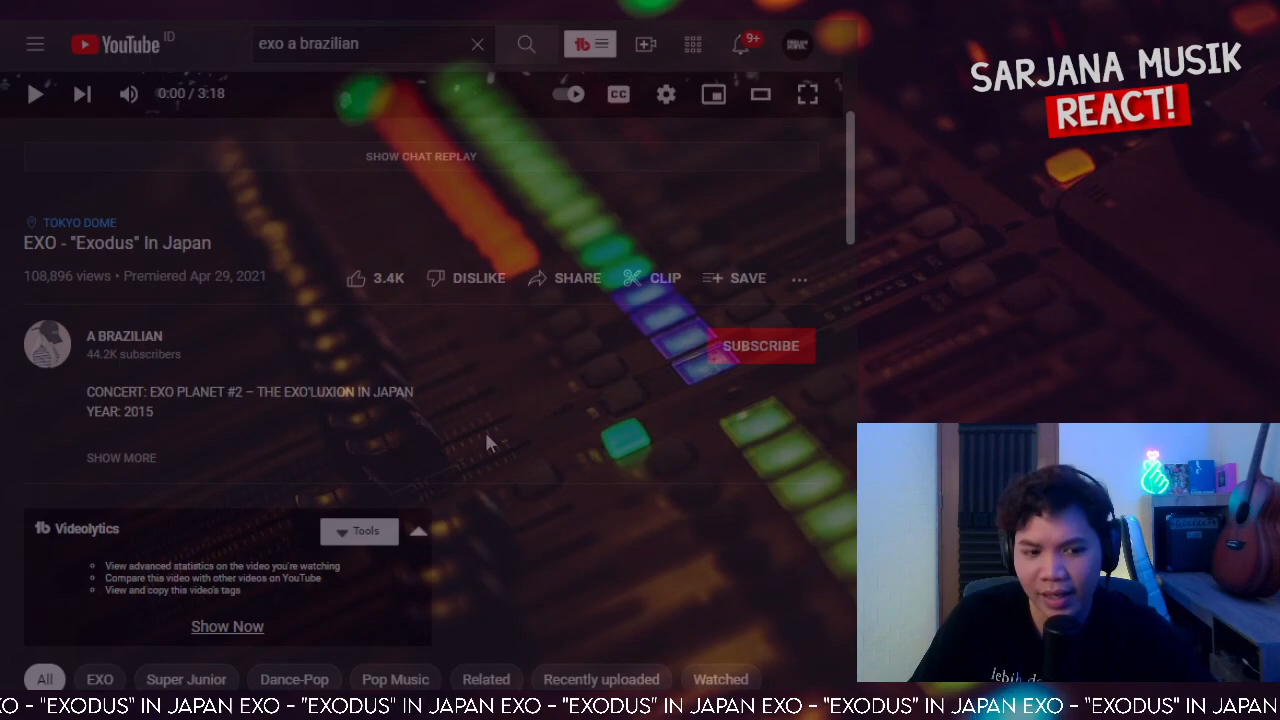 YouTube ID
exo a brazilian
9+
SARJANA MUSIK
REACT!
0:00 / 3:18
CC
SHOW CHAT REPLAY
TOKYO DOME
EXO - "Exodus" In Japan
108,896 views • Premiered Apr 29, 2021
3.4K
DISLIKE
SHARE
CLIP
SAVE
A BRAZILIAN
44.2K subscribers
SUBSCRIBE
CONCERT: EXO PLANET #2 – THE EXO'LUXION IN JAPAN
YEAR: 2015
SHOW MORE
tb Videolytics
Tools
View advanced statistics on the video you're watching
Compare this video with other videos on YouTube
View and copy this video's tags
Show Now
All
EXO
Super Junior
Dance-Pop
Pop Music
Related
Recently uploaded
Watched
lebih
XO - "EXODUS" IN JAPAN EXO - "EXODUS" IN JAPAN EXO - "EXODUS" IN JAPAN EXO - "EXODUS" IN JAPAN EXO - "EXODUS" IN JAPAN